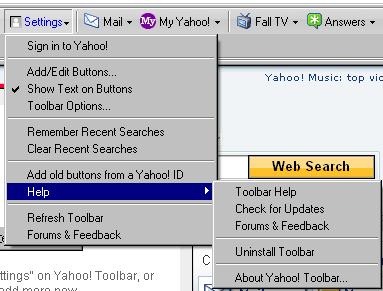 Settings Mail My Yahoo! Fall TV Answers
Sign in to Yahoo!
Yahoo! Music: top vic
Add/Edit Buttons...
Show Text on Buttons
Toolbar Options...
Remember Recent Searches
Clear Recent Searches
Web Search
Add old buttons from a Yahoo! ID
Help
Toolbar Help
Check for Updates
Forums & Feedback
Uninstall Toolbar
About Yahoo! Toolbar...
Refresh Toolbar
Forums & Feedback
C
ttings" on Yahoo! Toolbar, or
add more now